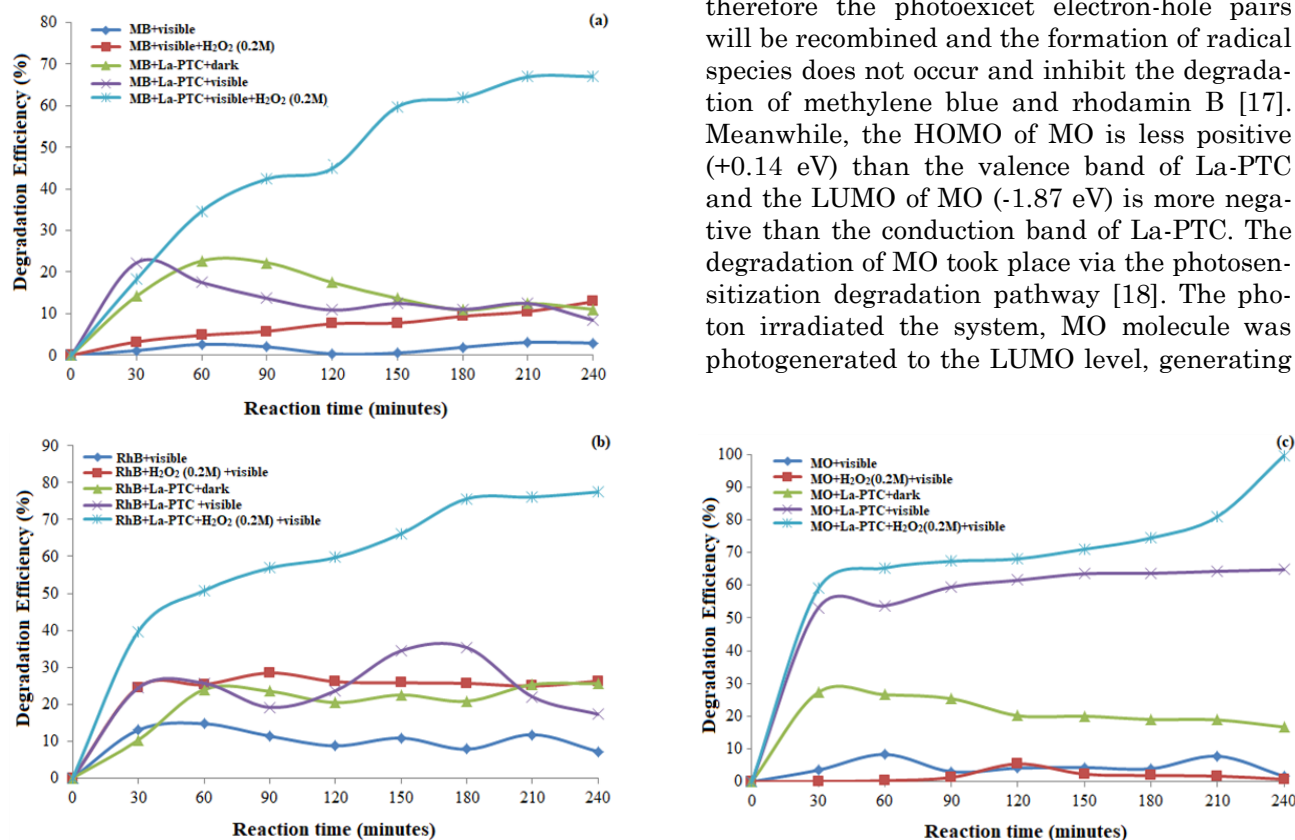 (a)
MB+visible
MB+visible+H2O2 (0.2M)
MB+La-PTC+dark
MB+La-PTC+visible
MB+La-PTC+visible+H2O2 (0.2M)
Degradation Efficiency (%)
80
70
60
50
40
30
20
10
0
0 30 60 90 120 150 180 210 240
Reaction time (minutes)
therefore the photoexicet electron-hole pairs
will be recombined and the formation of radical
species does not occur and inhibit the degrada-
tion of methylene blue and rhodamin B [17].
Meanwhile, the HOMO of MO is less positive
(+0.14 eV) than the valence band of La-PTC
and the LUMO of MO (-1.87 eV) is more nega-
tive than the conduction band of La-PTC. The
degradation of MO took place via the photosen-
sitization degradation pathway [18]. The pho-
ton irradiated the system, MO molecule was
photogenerated to the LUMO level, generating
(b)
RhB+visible
RhB+H2O2 (0.2M) +visible
RhB+La-PTC+dark
RhB+La-PTC +visible
RhB+La-PTC+H2O2 (0.2M) +visible
Degradation Efficiency (%)
90
80
70
60
50
40
30
20
10
0
0 30 60 90 120 150 180 210 240
Reaction time (minutes)
(c)
MO+visible
MO+H2O2(0.2M)+visible
MO+La-PTC+dark
MO+La-PTC+visible
MO+La-PTC+H2O2(0.2M)+visible
Degradation Efficiency (%)
100
90
80
70
60
50
40
30
20
10
0
0 30 60 90 120 150 180 210 240
Reaction time (minutes)